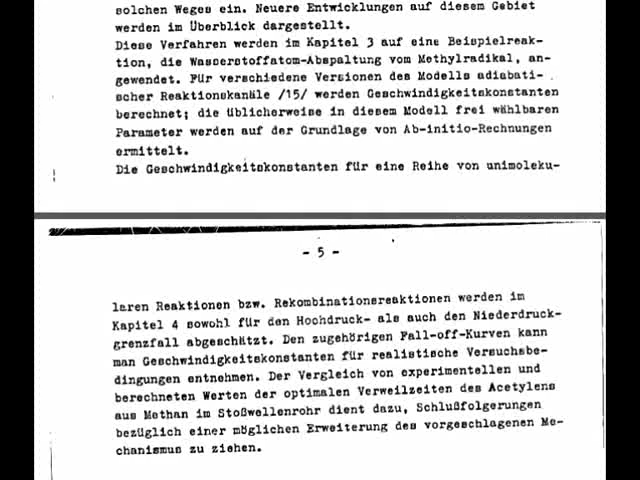 solchen Weges ein. Neuere Entwicklungen auf diesem Gebiet
werden im Überblick dargestellt.
Diese Verfahren werden im Kapitel 3 auf eine Beispielreak-
tion, die Wasserstoffatom-Abspaltung vom Methylradikal, an-
gewendet. Für verschiedene Versionen des Modells adiabati-
scher Reaktionskanäle /15/ werden Geschwindigkeitskonstanten
berechnet; die üblicherweise in diesem Modell frei wählbaren
Parameter werden auf der Grundlage von Ab-initio-Rechnungen
ermittelt.
Die Geschwindigkeitskonstanten für eine Reihe von unimoleku-
- 5 -
laren Reaktionen bzw. Rekombinationsreaktionen werden im
Kapitel 4 sowohl für den Hochdruck- als auch den Niederdruck-
grenzfall abgeschätzt. Den zugehörigen Fall-off-Kurven kann
man Geschwindigkeitskonstanten für realistische Versuchsbe-
dingungen entnehmen. Der Vergleich von experimentellen und
berechneten Werten der optimalen Verweilzeiten des Acetylens
aus Methan im Stoßwellenrohr dient dazu, Schlußfolgerungen
bezüglich einer möglichen Erweiterung des vorgeschlagenen Me-
chanismus zu ziehen.